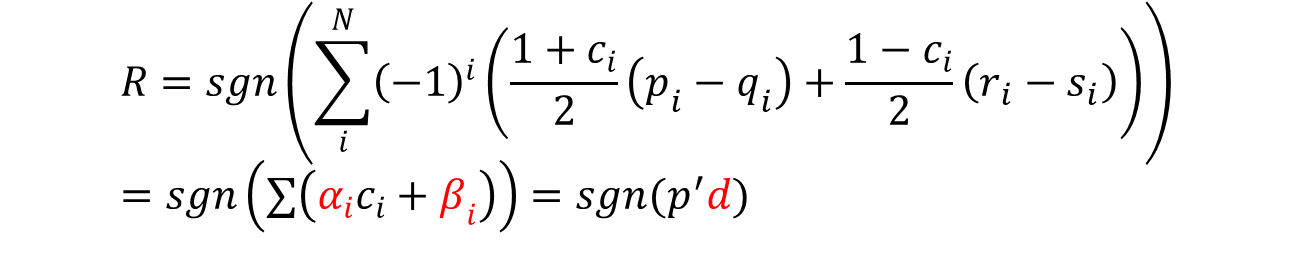 R = sgn(∑_i^N (−1)^i ((1 + c_i)/2 (p_i − q_i) + (1 − c_i)/2 (r_i − s_i)))
= sgn(∑(α_i c_i + β_i)) = sgn(p′d)